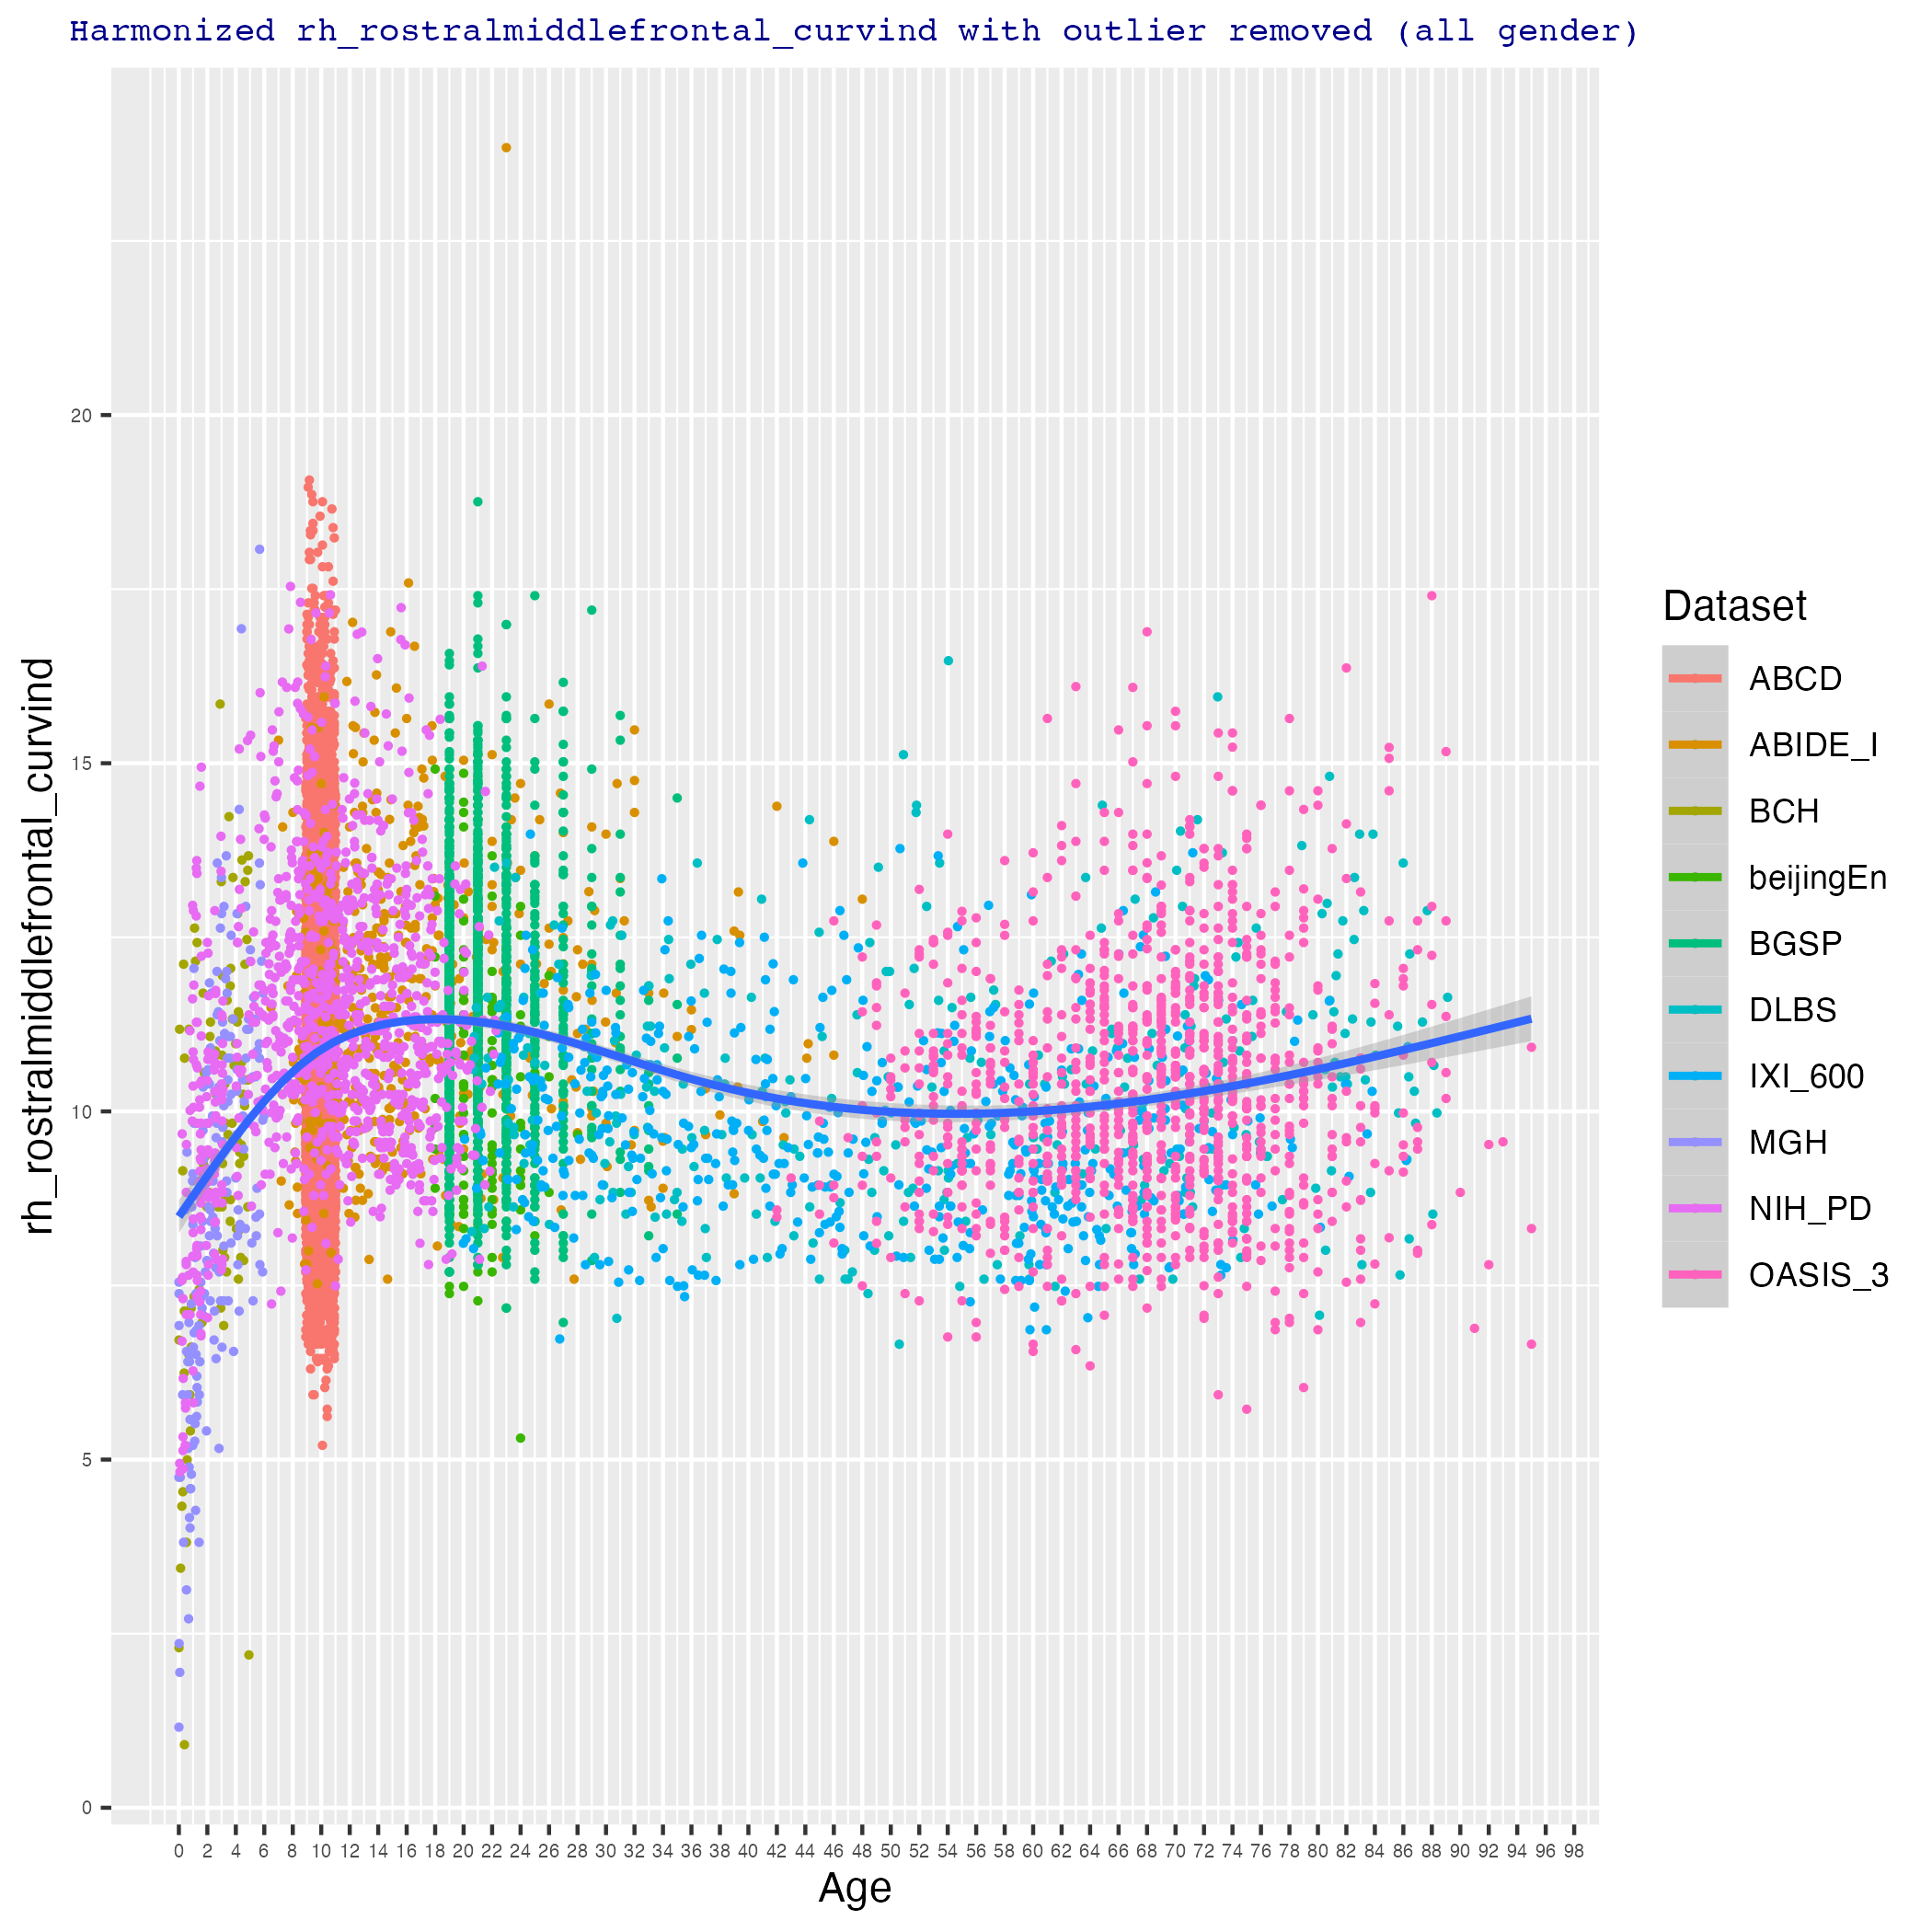 Harmonized rh_rostralmiddlefrontal_curvind with outlier removed (all gender)
rh_rostralmiddlefrontal_curvind
20
15
10
5
0
0 2 4 6 8 10 12 14 16 18 20 22 24 26 28 30 32 34 36 38 40 42 44 46 48 50 52 54 56 58 60 62 64 66 68 70 72 74 76 78 80 82 84 86 88 90 92 94 96 98
Age
Dataset
ABCD
ABIDE_I
BCH
beijingEn
BGSP
DLBS
IXI_600
MGH
NIH_PD
OASIS_3